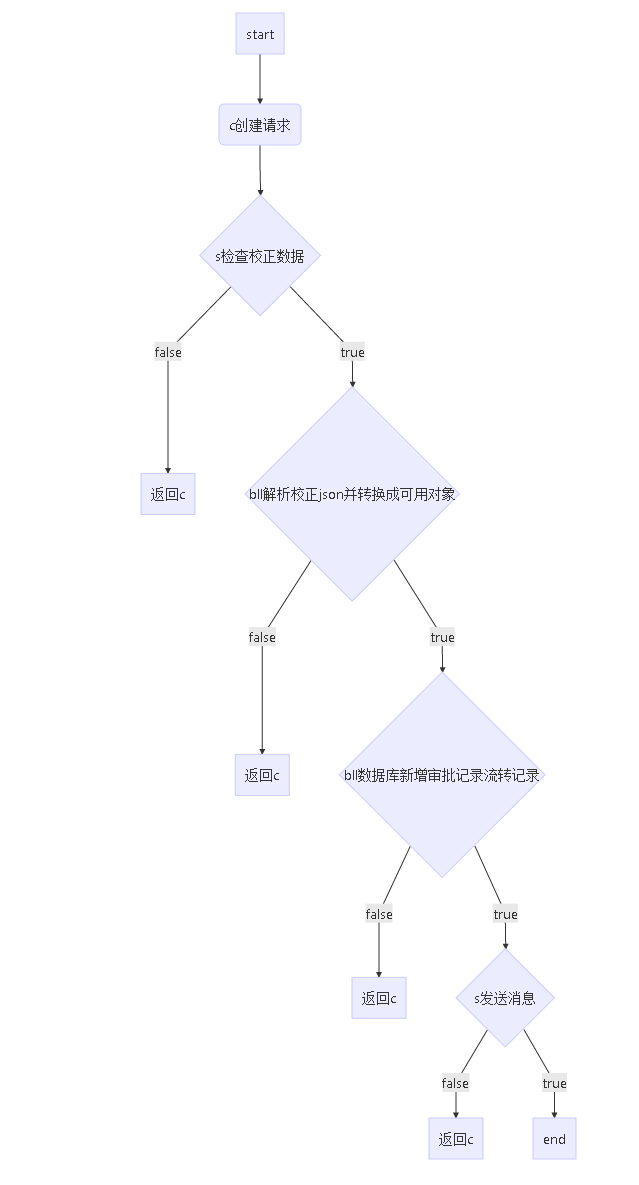 start
c创建请求
s检查校正数据
false
true
返回c
bll解析校正json并转换成可用对象
false
true
返回c
bll数据库新增审批记录流转记录
false
true
返回c
s发送消息
false
true
返回c
end